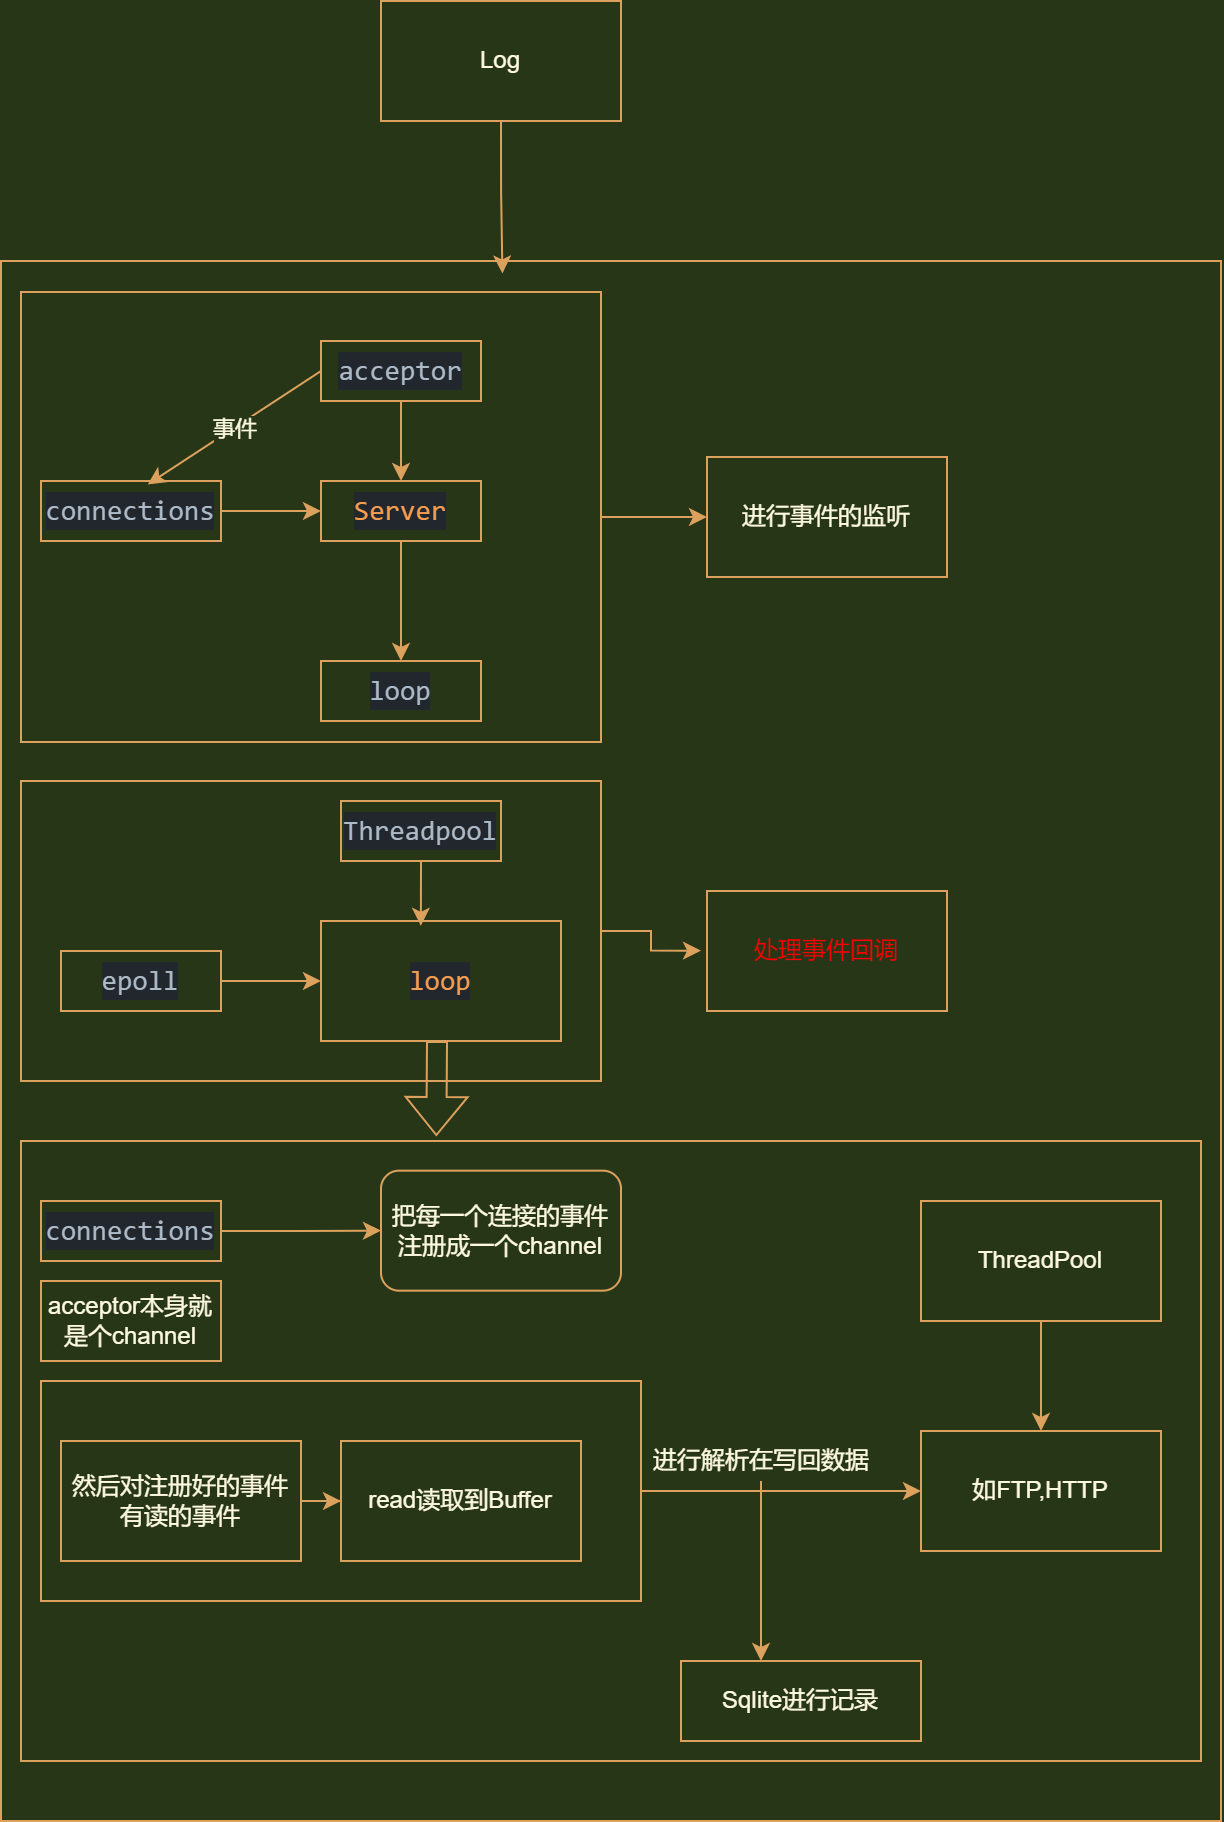 Log
acceptor
事件
connections
Server
进行事件的监听
loop
Threadpool
处理事件回调
epoll
loop
connections
把每一个连接的事件
注册成一个channel
ThreadPool
acceptor本身就
是个channel
进行解析在写回数据
然后对注册好的事件
有读的事件
read读取到Buffer
如FTP,HTTP
Sqlite进行记录